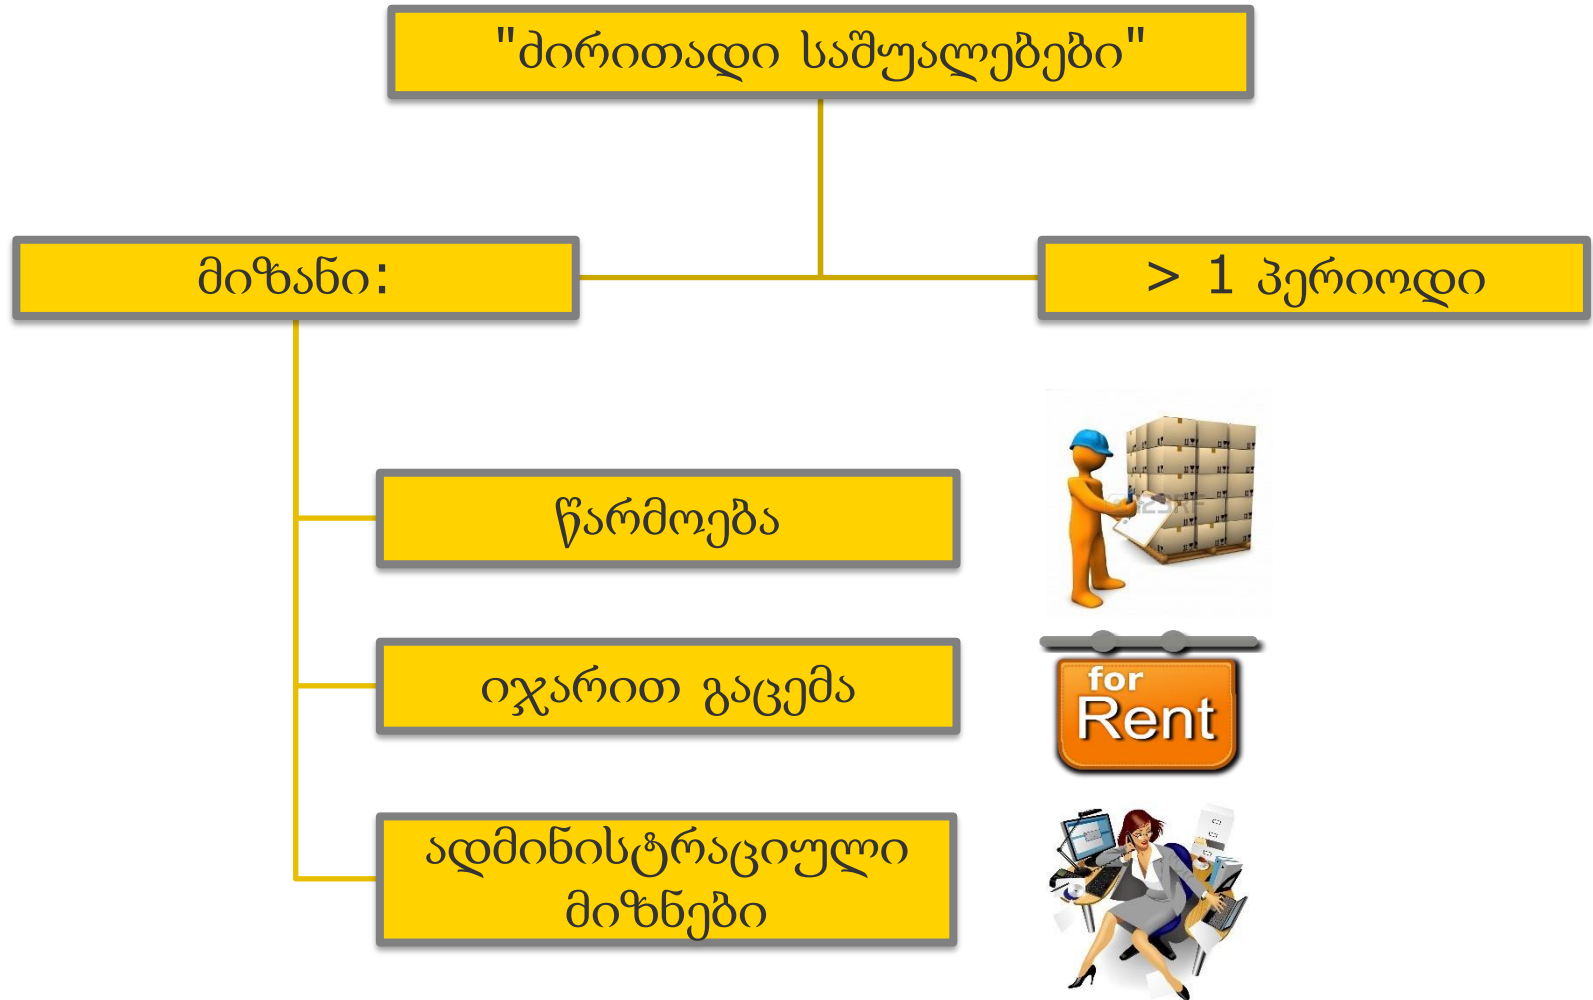 "ძირითადი საშუალებები"
მიზანი:
> 1 პერიოდი
წარმოება
იჯარით გაცემა
for
Rent
ადმინისტრაციული
მიზნები